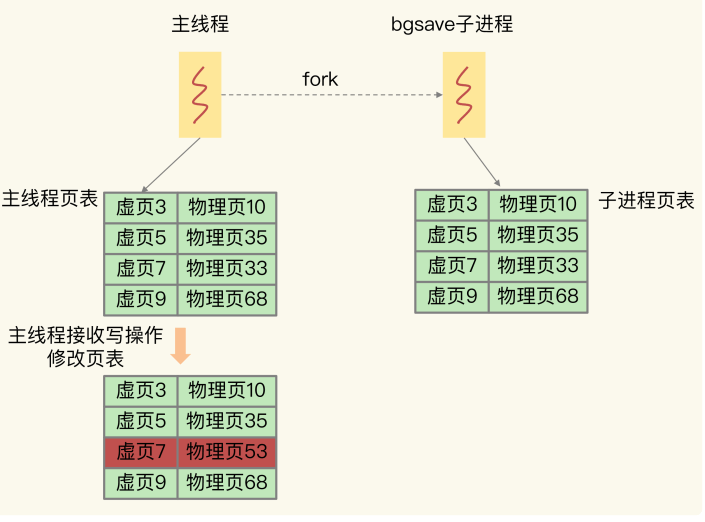 主线程
bgsave子进程
fork
主线程页表
虚页3 物理页10
虚页5 物理页35
虚页7 物理页33
虚页9 物理页68
子进程页表
虚页3 物理页10
虚页5 物理页35
虚页7 物理页33
虚页9 物理页68
主线程接收写操作
修改页表
虚页3 物理页10
虚页5 物理页35
虚页7 物理页53
虚页9 物理页68